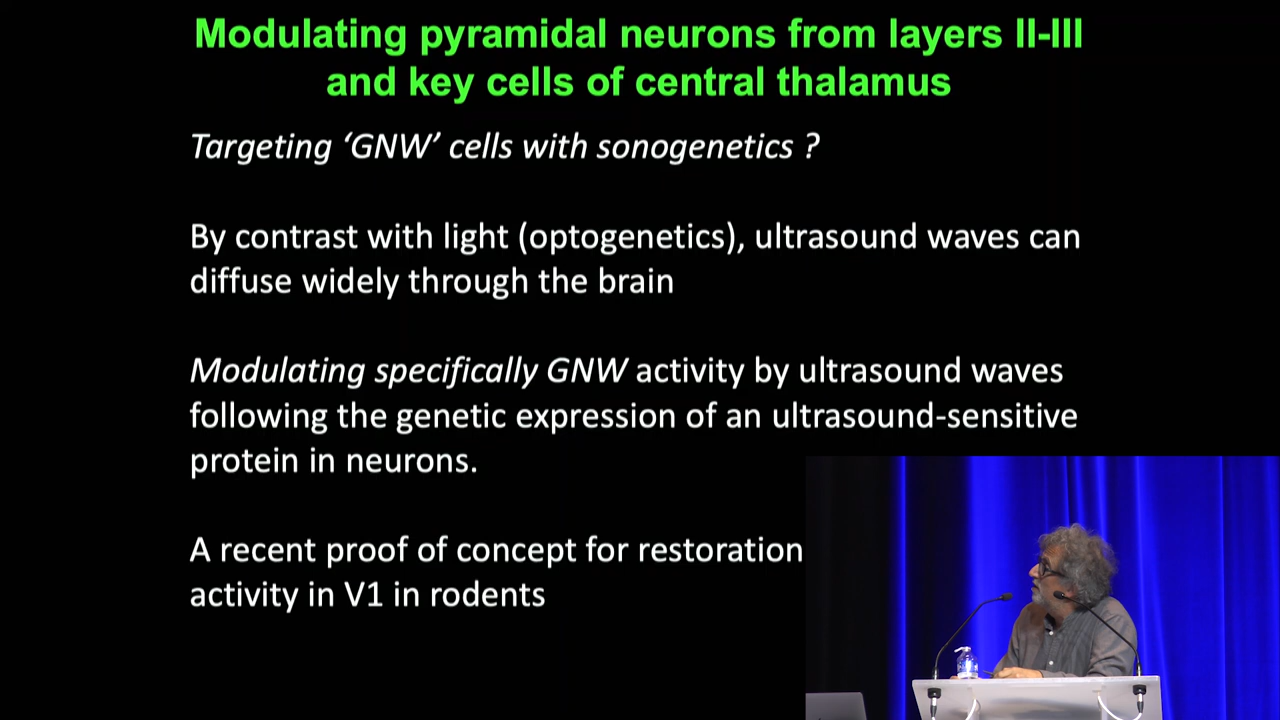 Modulating pyramidal neurons from layers II-III
and key cells of central thalamus
Targeting ‘GNW’ cells with sonogenetics ?
By contrast with light (optogenetics), ultrasound waves can
diffuse widely through the brain
Modulating specifically GNW activity by ultrasound waves
following the genetic expression of an ultrasound-sensitive
protein in neurons.
A recent proof of concept for restoration
activity in V1 in rodents